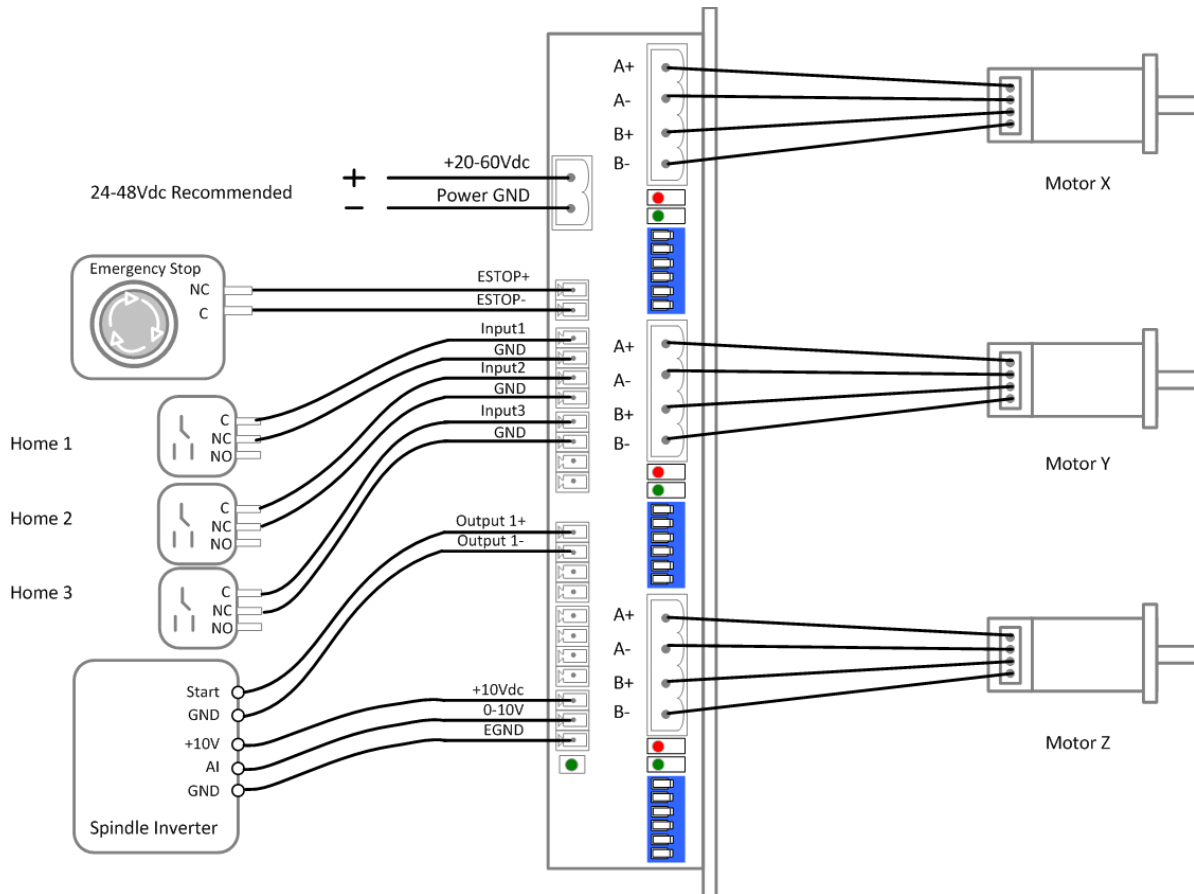 A+
A-
B+
B-
Motor X
+20-60Vdc
24-48Vdc Recommended
+
Power GND
−
Emergency Stop
NC
C
ESTOP+
ESTOP-
Input1
GND
Input2
GND
Input3
GND
A+
A-
B+
B-
Motor Y
Home 1
C
NC
NO
Home 2
C
NC
NO
Home 3
C
NC
NO
Output 1+
Output 1-
A+
A-
B+
B-
Motor Z
Start
GND
+10V
AI
GND
Spindle Inverter
+10Vdc
0-10V
EGND